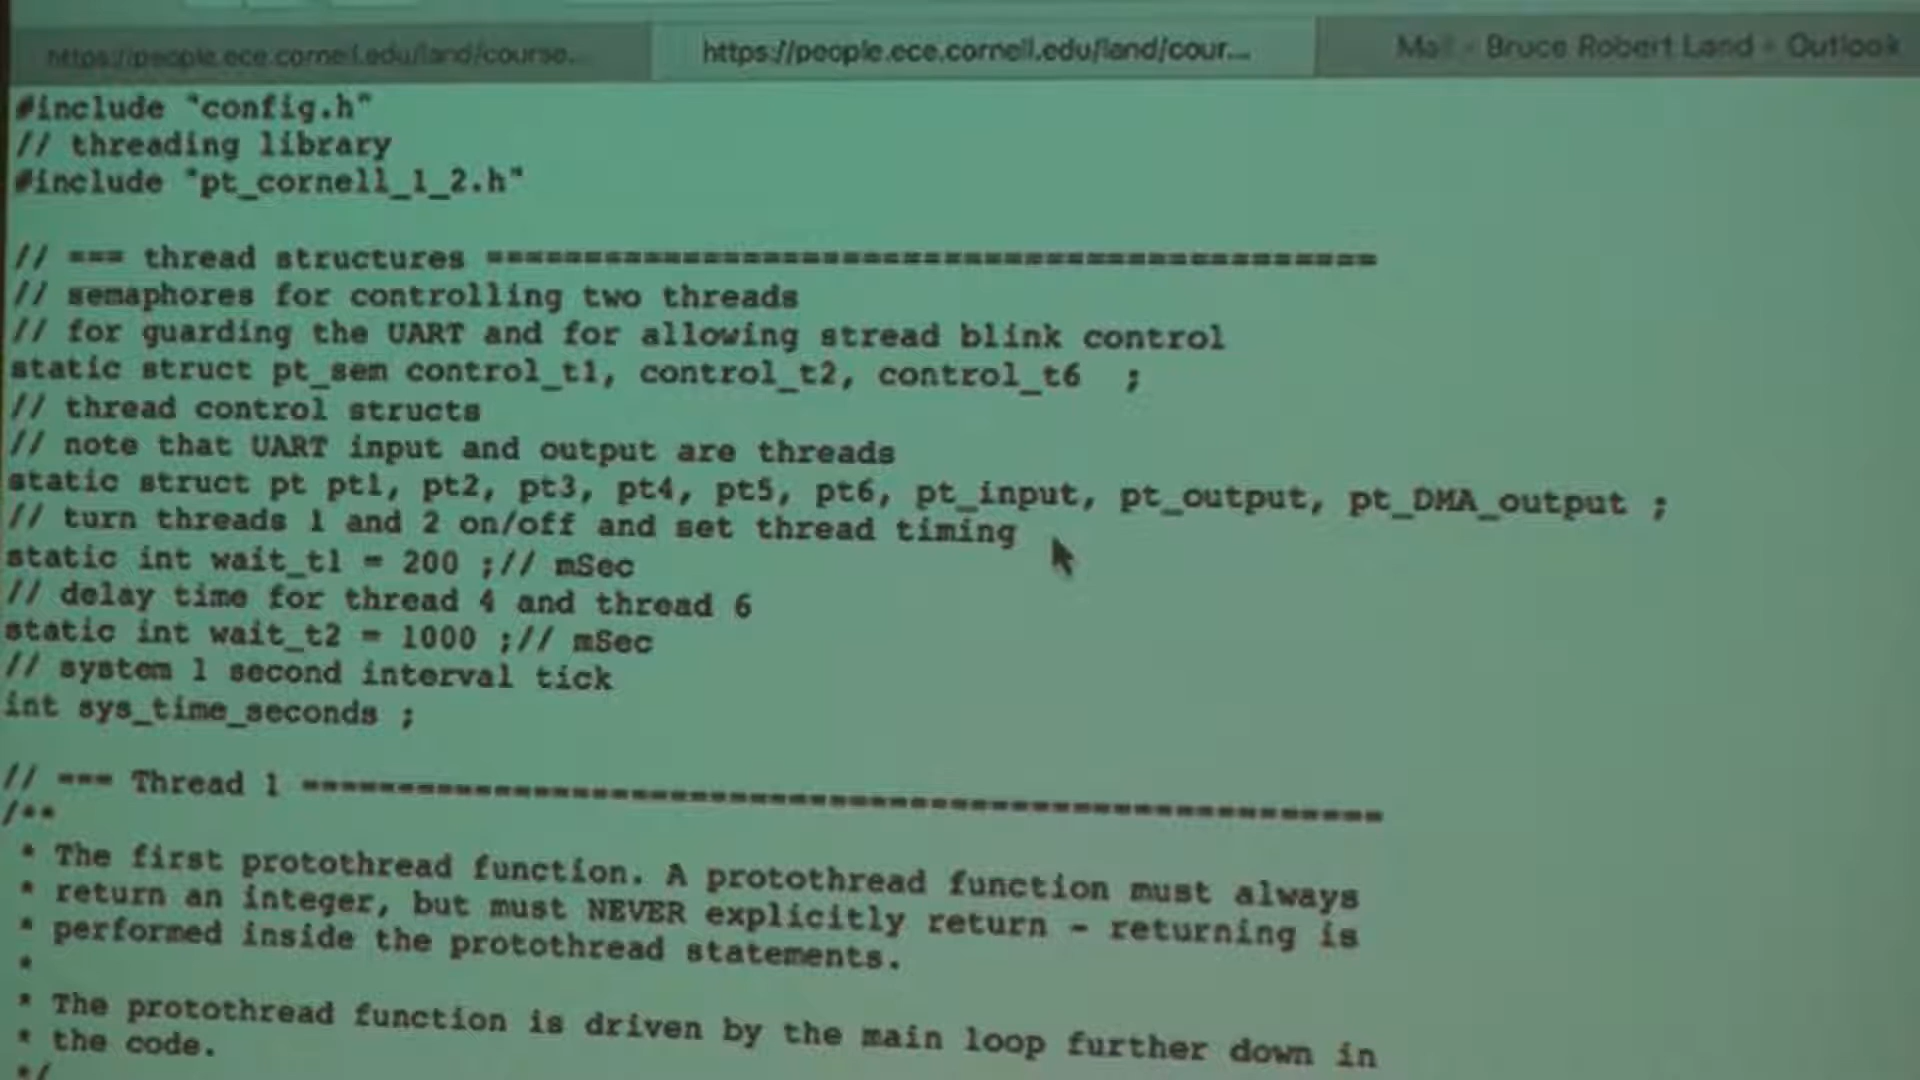 https://people.ece.cornell.edu/land/course...
https://people.ece.cornell.edu/land/cour...
Mail - Bruce Robert Land - Outlook
#include "config.h"
// threading library
#include "pt_cornell_1_2.h"
// === thread structures ================================================
// semaphores for controlling two threads
// for guarding the UART and for allowing stread blink control
static struct pt_sem control_t1, control_t2, control_t6  ;
// thread control structs
// note that UART input and output are threads
static struct pt pt1, pt2, pt3, pt4, pt5, pt6, pt_input, pt_output, pt_DMA_output ;
// turn threads 1 and 2 on/off and set thread timing
static int wait_t1 = 200 ;// mSec
// delay time for thread 4 and thread 6
static int wait_t2 = 1000 ;// mSec
// system 1 second interval tick
int sys_time_seconds ;
// === Thread 1 ======================================================
/**
* The first protothread function. A protothread function must always
* return an integer, but must NEVER explicitly return - returning is
* performed inside the protothread statements.
*
* The protothread function is driven by the main loop further down in
* the code.
*/